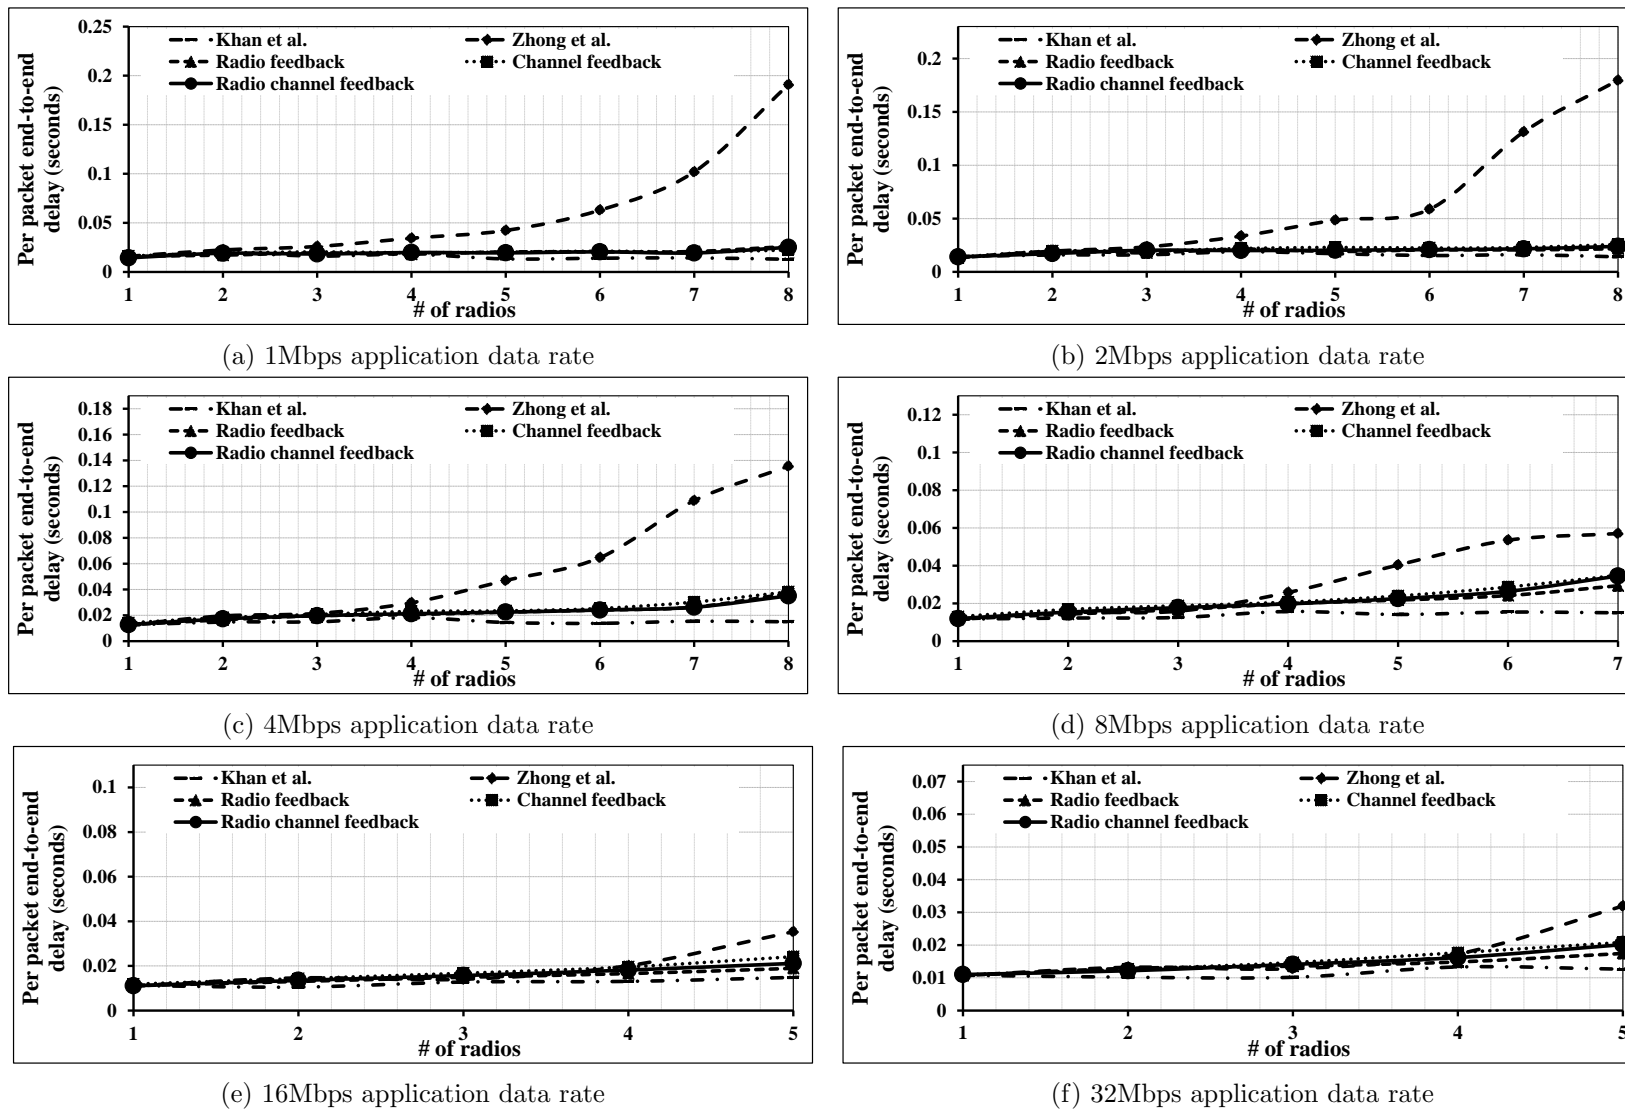 Per packet end-to-end
delay (seconds)
0.25
0.2
0.15
0.1
0.05
0
Khan et al.
Zhong et al.
Radio feedback
Channel feedback
Radio channel feedback
1 2 3 4 5 6 7 8
# of radios
(a) 1Mbps application data rate
Per packet end-to-end
delay (seconds)
0.2
0.15
0.1
0.05
0
Khan et al.
Zhong et al.
Radio feedback
Channel feedback
Radio channel feedback
1 2 3 4 5 6 7 8
# of radios
(b) 2Mbps application data rate
Per packet end-to-end
delay (seconds)
0.18
0.16
0.14
0.12
0.1
0.08
0.06
0.04
0.02
0
Khan et al.
Zhong et al.
Radio feedback
Channel feedback
Radio channel feedback
1 2 3 4 5 6 7 8
# of radios
(c) 4Mbps application data rate
Per packet end-to-end
delay (seconds)
0.12
0.1
0.08
0.06
0.04
0.02
0
Khan et al.
Zhong et al.
Radio feedback
Channel feedback
Radio channel feedback
1 2 3 4 5 6 7
# of radios
(d) 8Mbps application data rate
Per packet end-to-end
delay (seconds)
0.1
0.08
0.06
0.04
0.02
0
Khan et al.
Zhong et al.
Radio feedback
Channel feedback
Radio channel feedback
1 2 3 4 5
# of radios
(e) 16Mbps application data rate
Per packet end-to-end
delay (seconds)
0.07
0.06
0.05
0.04
0.03
0.02
0.01
0
Khan et al.
Zhong et al.
Radio feedback
Channel feedback
Radio channel feedback
1 2 3 4 5
# of radios
(f) 32Mbps application data rate